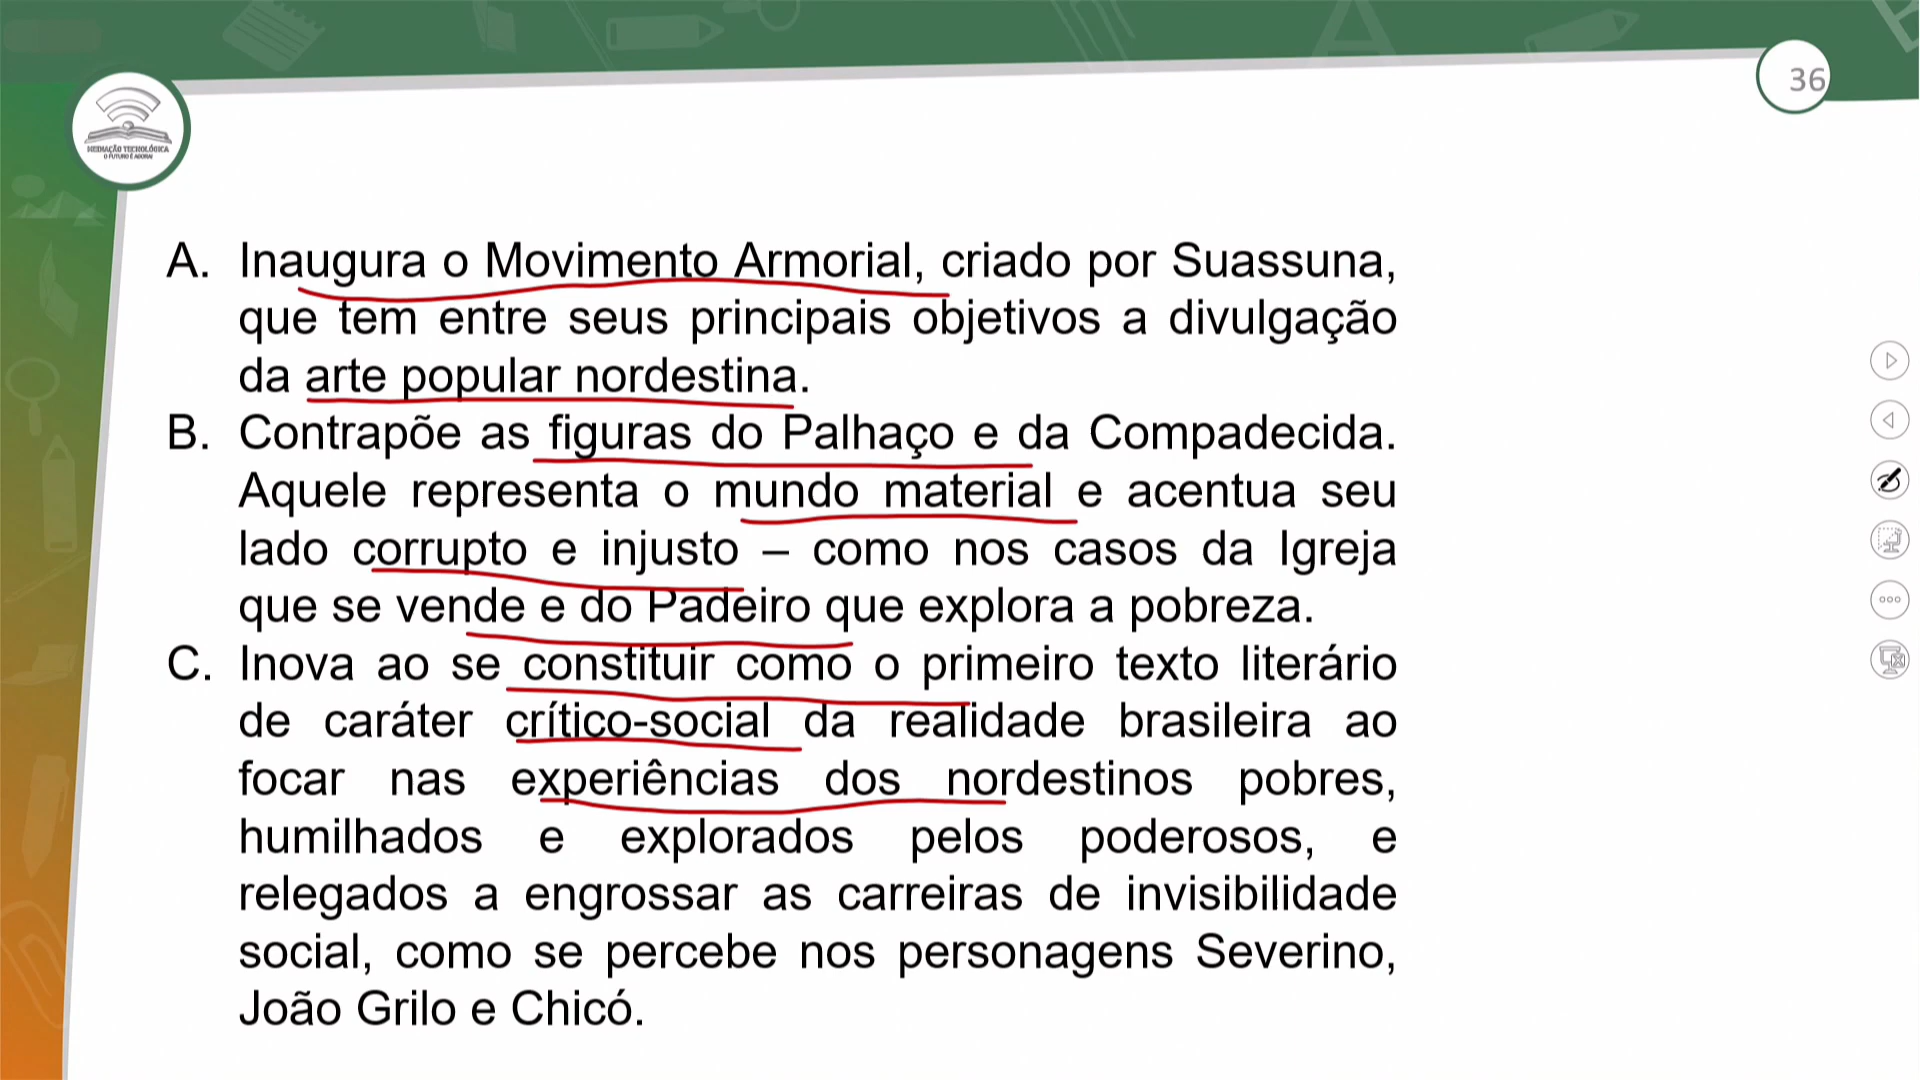 36
MEDIAÇÃO TECNOLÓGICA
O FUTURO É AGORA!
A. Inaugura o Movimento Armorial, criado por Suassuna,
que tem entre seus principais objetivos a divulgação
da arte popular nordestina.
B. Contrapõe as figuras do Palhaço e da Compadecida.
Aquele representa o mundo material e acentua seu
lado corrupto e injusto – como nos casos da Igreja
que se vende e do Padeiro que explora a pobreza.
C. Inova ao se constituir como o primeiro texto literário
de caráter crítico-social da realidade brasileira ao
focar nas experiências dos nordestinos pobres,
humilhados e explorados pelos poderosos, e
relegados a engrossar as carreiras de invisibilidade
social, como se percebe nos personagens Severino,
João Grilo e Chicó.